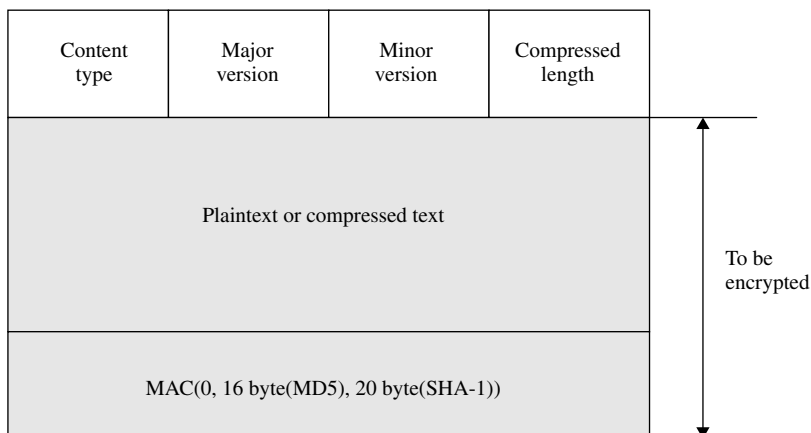 Content
type
Major
version
Minor
version
Compressed
length
Plaintext or compressed text
To be
encrypted
MAC(0, 16 byte(MD5), 20 byte(SHA-1))